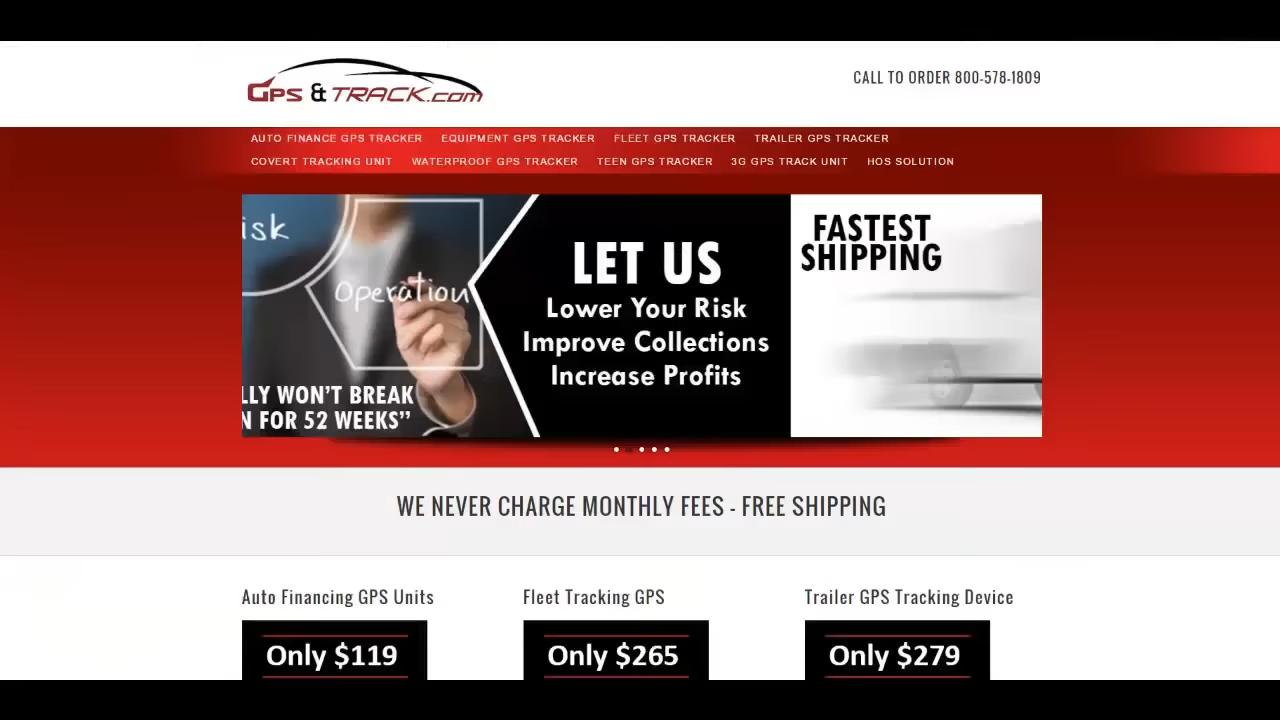 GPS & TRACK.COM
CALL TO ORDER 800-578-1809
AUTO FINANCE GPS TRACKER EQUIPMENT GPS TRACKER FLEET GPS TRACKER TRAILER GPS TRACKER
COVERT TRACKING UNIT WATERPROOF GPS TRACKER TEEN GPS TRACKER 3G GPS TRACK UNIT HOS SOLUTION
isk
Operation
LLY WON'T BREAK
N FOR 52 WEEKS"
LET US
Lower Your Risk
Improve Collections
Increase Profits
FASTEST
SHIPPING
WE NEVER CHARGE MONTHLY FEES - FREE SHIPPING
Auto Financing GPS Units
Only $119
Fleet Tracking GPS
Only $265
Trailer GPS Tracking Device
Only $279